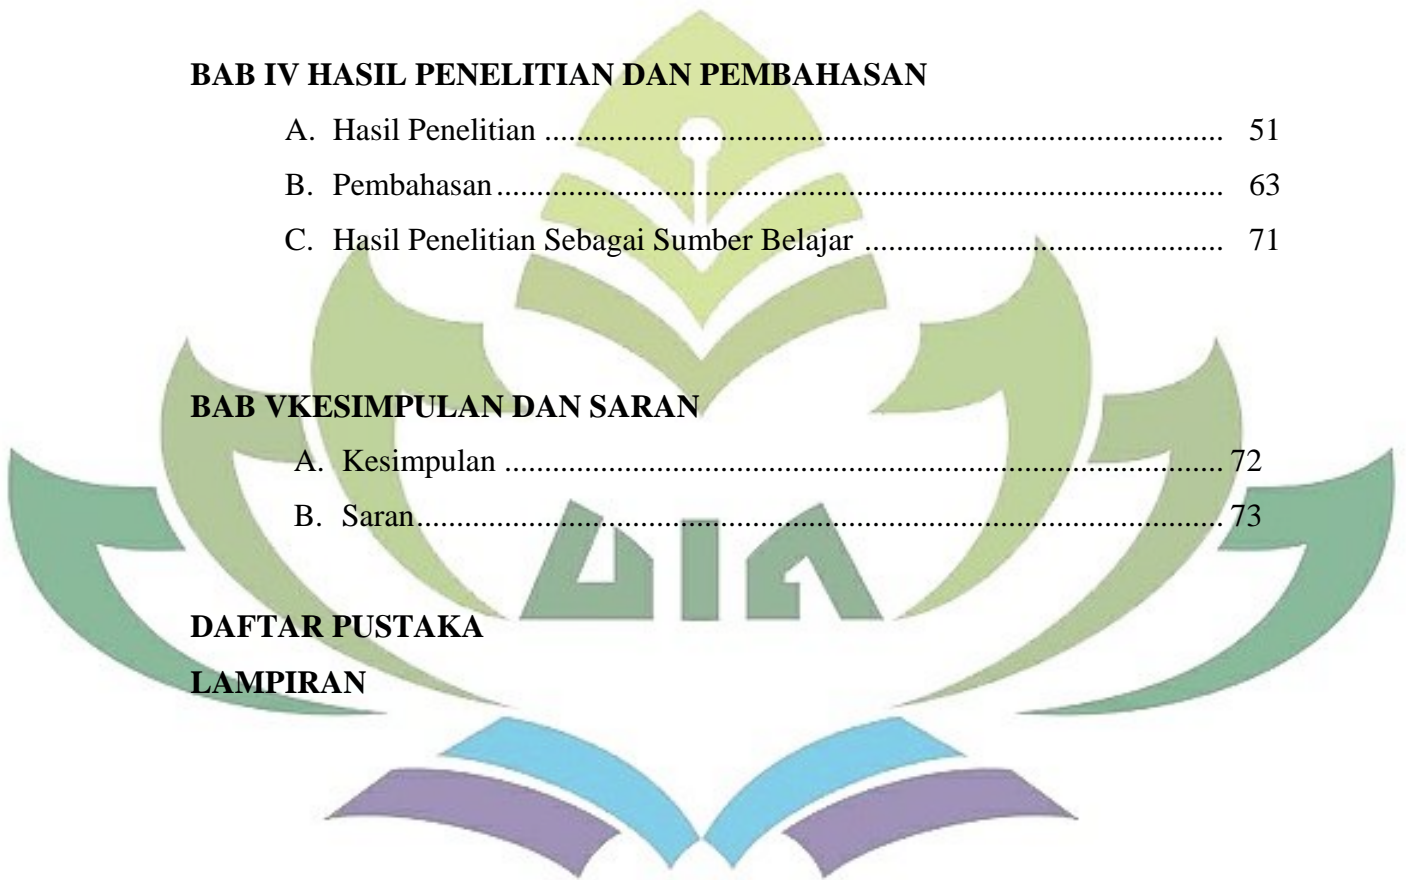 BAB IV HASIL PENELITIAN DAN PEMBAHASAN
A. Hasil Penelitian ..................................................................................... 51
B. Pembahasan ........................................................................................... 63
C. Hasil Penelitian Sebagai Sumber Belajar ............................................. 71
BAB VKESIMPULAN DAN SARAN
A. Kesimpulan .......................................................................................... 72
B. Saran..................................................................................................... 73
UIN
DAFTAR PUSTAKA
LAMPIRAN